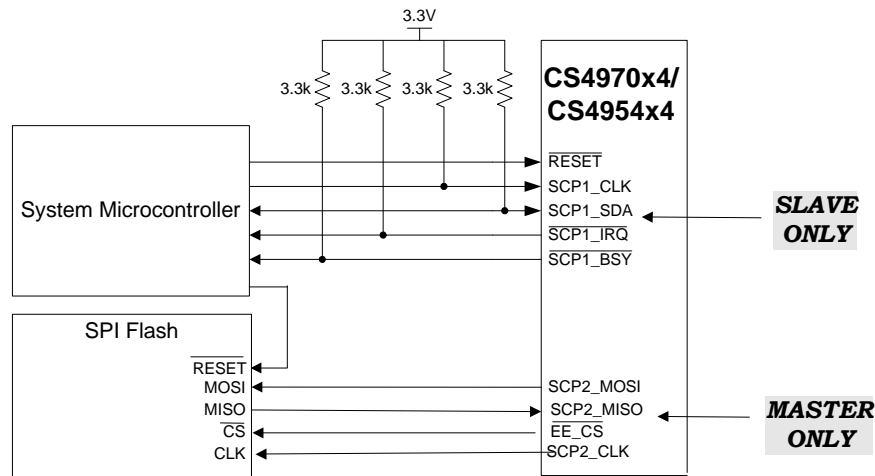 3.3V
3.3k 3.3k 3.3k 3.3k
CS4970x4/
CS4954x4
System Microcontroller
RESET
SCP1_CLK
SCP1_SDA
SCP1_IRQ
SCP1_BSY
SLAVE
ONLY
SPI Flash
RESET
MOSI
MISO
CS
CLK
SCP2_MOSI
SCP2_MISO
EE_CS
SCP2_CLK
MASTER
ONLY